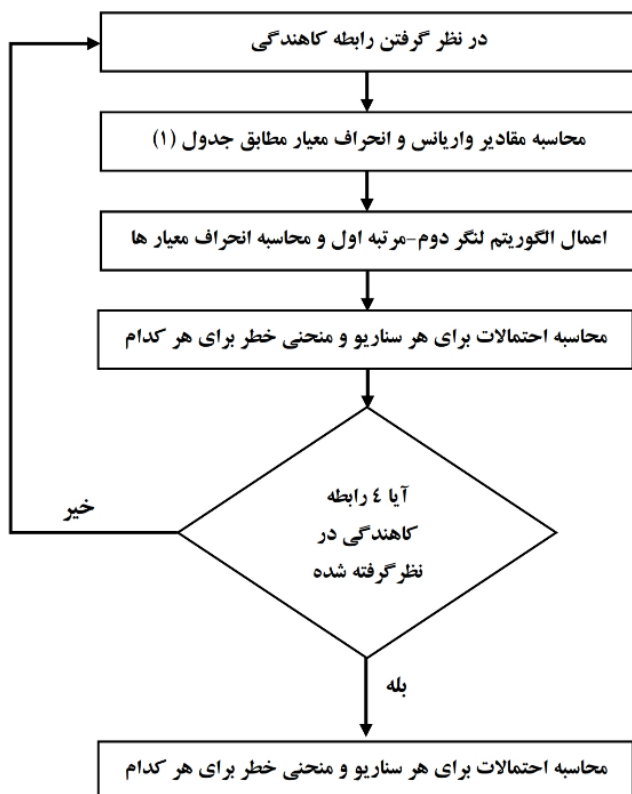 در نظر گرفتن رابطه کاهندگی
محاسبه مقادیر واریانس و انحراف معیار مطابق جدول (۱)
اعمال الگوریتم لنگر دوم-مرتبه اول و محاسبه انحراف معیار ها
محاسبه احتمالات برای هر سناریو و منحنی خطر برای هر کدام
آیا ٤ رابطه
کاهندگی در
نظرگرفته شده
خیر
بله
محاسبه احتمالات برای هر سناریو و منحنی خطر برای هر کدام